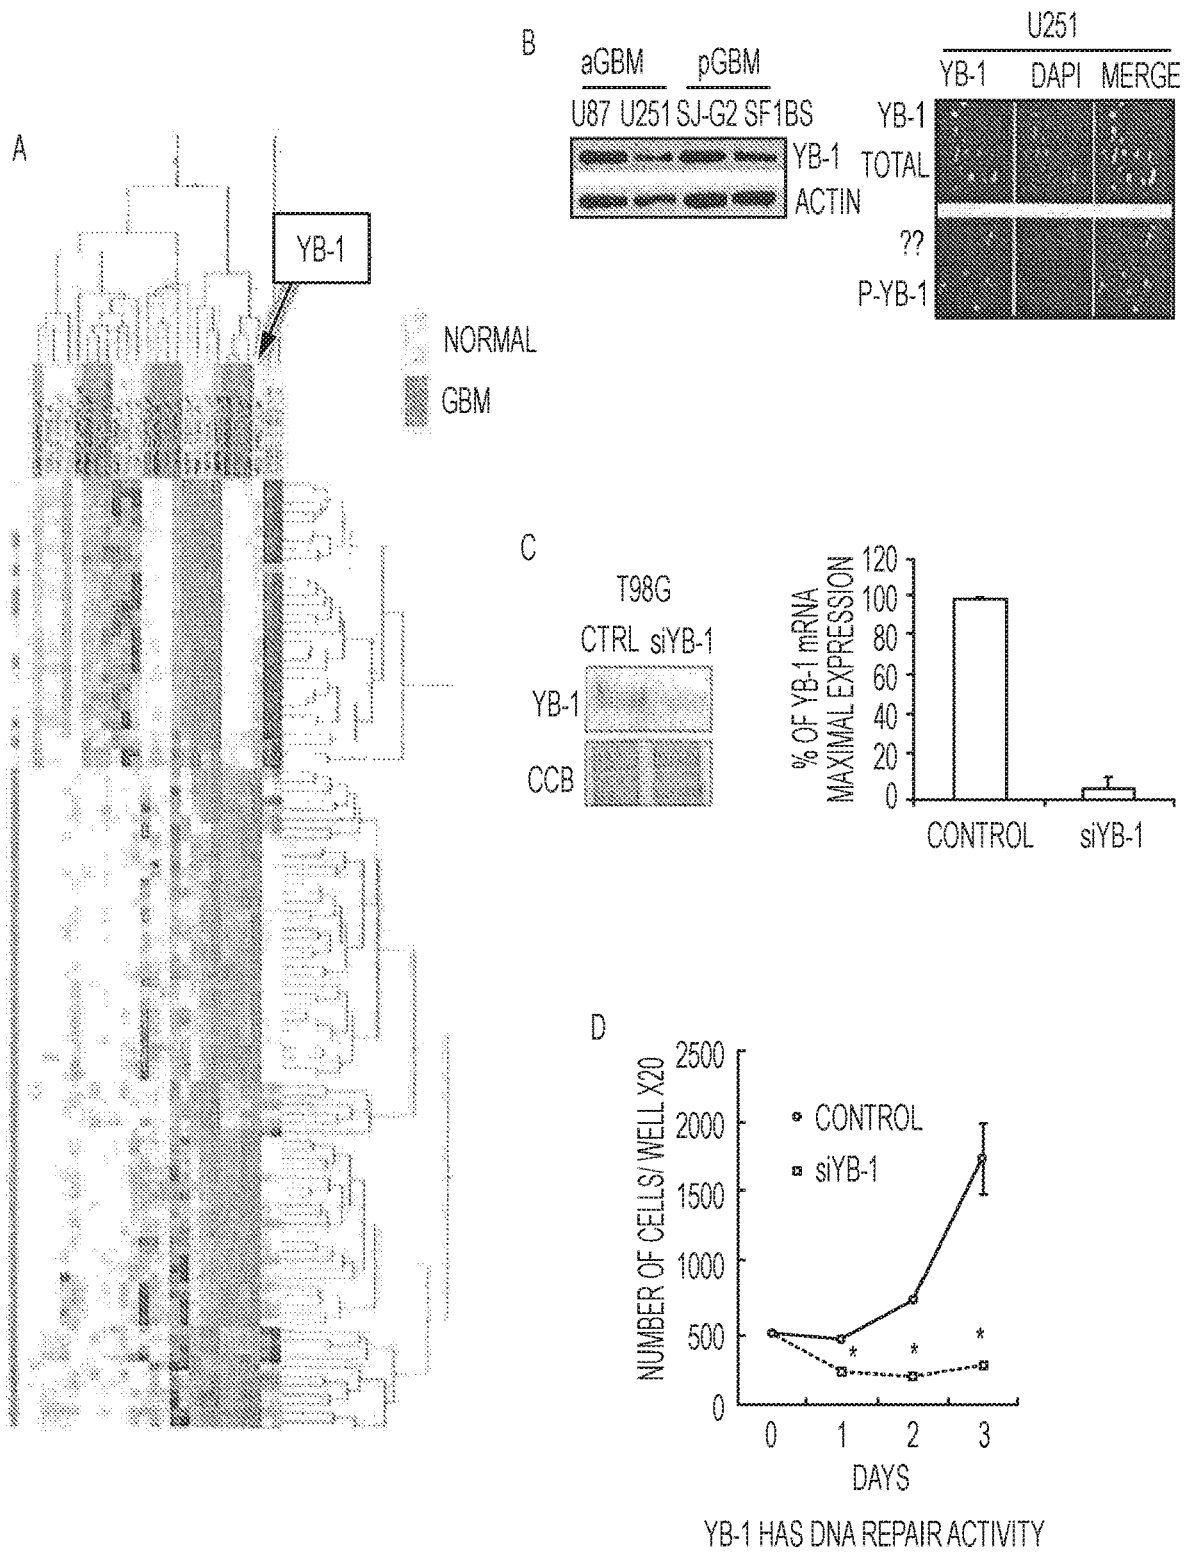 A
YB-1
NORMAL
GBM
B
aGBM pGBM
U87 U251 SJ-G2 SF1BS
YB-1
ACTIN
U251
YB-1 DAPI MERGE
YB-1
TOTAL
??
P-YB-1
C
T98G
CTRL siYB-1
YB-1
CCB
% OF YB-1 mRNA
MAXIMAL EXPRESSION
120
100
80
60
40
20
0
CONTROL siYB-1
D
NUMBER OF CELLS/ WELL X20
2500
2000
1500
1000
500
0
CONTROL
siYB-1
* * *
0 1 2 3
DAYS
YB-1 HAS DNA REPAIR ACTIVITY